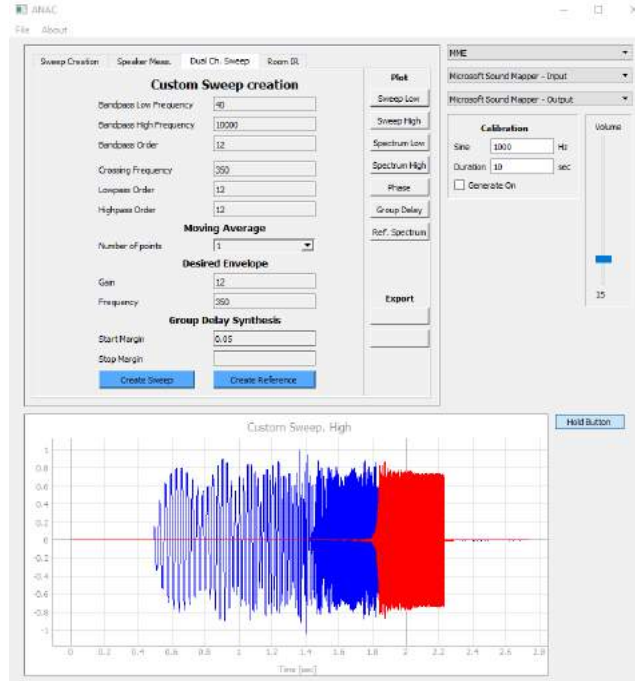 ANAC
File About
Sweep Creation Speaker Meas. Dual Ch. Sweep Room IR
Custom Sweep creation
Bandpass Low Frequency 40
Bandpass High Frequency 10000
Bandpass Order 12
Crossing Frequency 350
Lowpass Order 12
Highpass Order 12
Moving Average
Number of points 1
Desired Envelope
Gain 12
Frequency 350
Group Delay Synthesis
Start Margin 0.05
Stop Margin
Create Sweep Create Reference
Plot
Sweep Low
Sweep High
Spectrum Low
Spectrum High
Phase
Group Delay
Ref. Spectrum
Export
MME
Microsoft Sound Mapper - Input
Microsoft Sound Mapper - Output
Calibration
Sine 1000 Hz
Duration 10 sec
Generate On
Volume
15
Hold Button
Custom Sweep, High
1
0.8
0.6
0.4
0.2
0
-0.2
-0.4
-0.6
-0.8
-1
0 0.2 0.4 0.6 0.8 1 1.2 1.4 1.6 1.8 2 2.2 2.4 2.6 2.8
Time [sec]